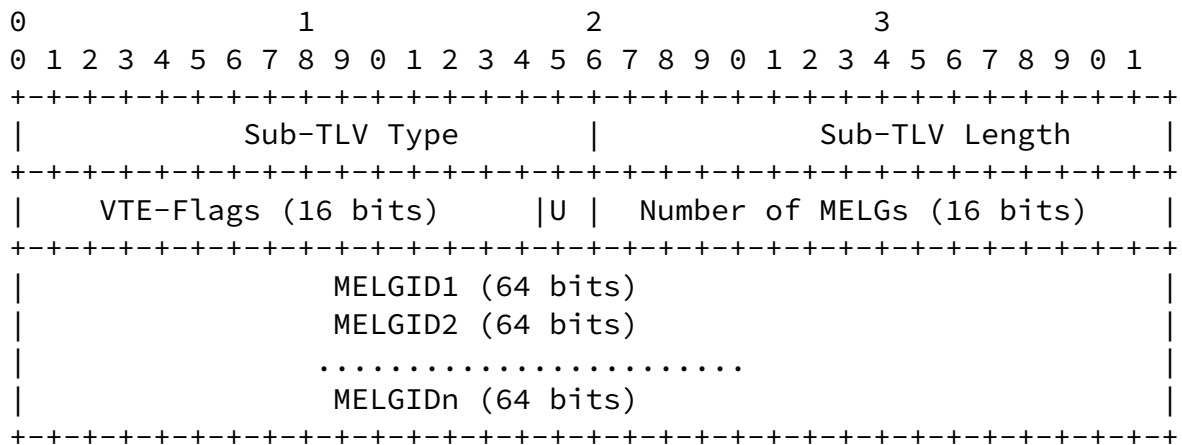 0                   1                   2                   3
0 1 2 3 4 5 6 7 8 9 0 1 2 3 4 5 6 7 8 9 0 1 2 3 4 5 6 7 8 9 0 1
+-+-+-+-+-+-+-+-+-+-+-+-+-+-+-+-+-+-+-+-+-+-+-+-+-+-+-+-+-+-+-+-+
|               Sub-TLV Type        |               Sub-TLV Length      |
+-+-+-+-+-+-+-+-+-+-+-+-+-+-+-+-+-+-+-+-+-+-+-+-+-+-+-+-+-+-+-+-+
|     VTE-Flags (16 bits)       |U |   Number of MELGs (16 bits)     |
+-+-+-+-+-+-+-+-+-+-+-+-+-+-+-+-+-+-+-+-+-+-+-+-+-+-+-+-+-+-+-+-+
|                     MELGID1 (64 bits)                             |
|                     MELGID2 (64 bits)                             |
|                    ........................                       |
|                     MELGIDn (64 bits)                             |
+-+-+-+-+-+-+-+-+-+-+-+-+-+-+-+-+-+-+-+-+-+-+-+-+-+-+-+-+-+-+-+-+